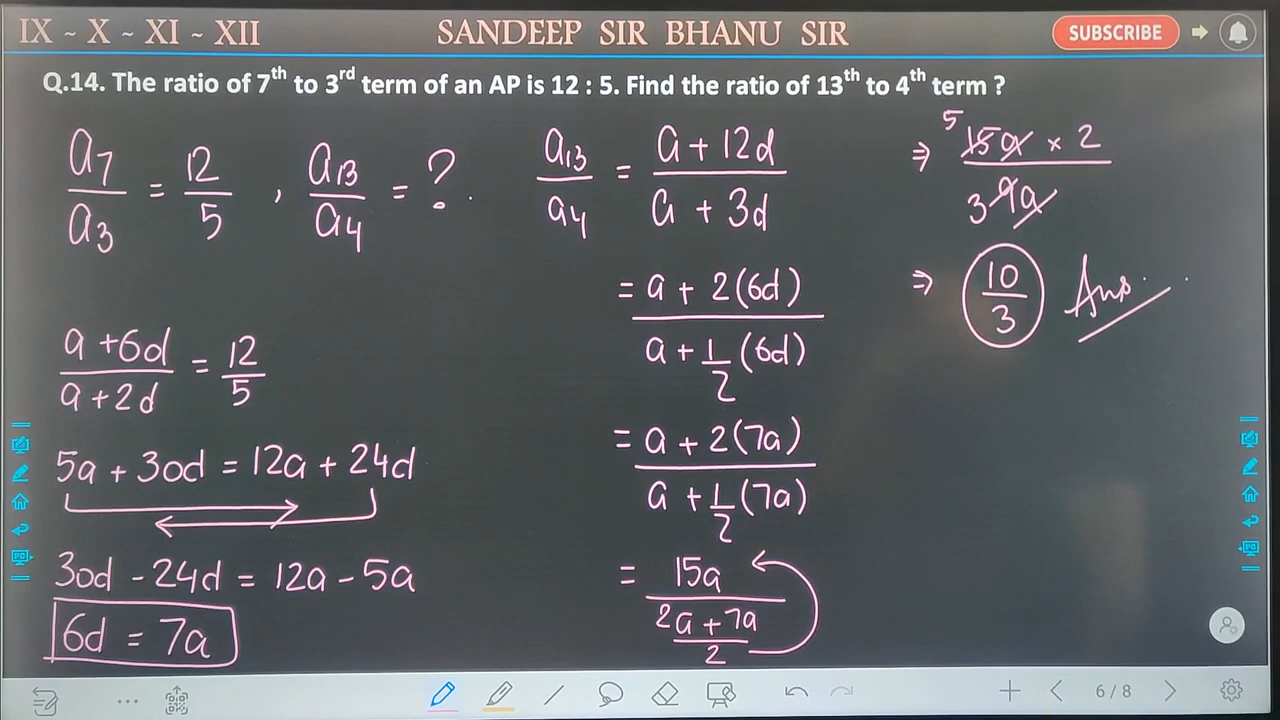 IX ~ X ~ XI ~ XII
SANDEEP SIR BHANU SIR
SUBSCRIBE
Q.14. The ratio of 7th to 3rd term of an AP is 12 : 5. Find the ratio of 13th to 4th term ?
a7/a3 = 12/5 , a13/a4 = ?
(a+6d)/(a+2d) = 12/5
5a + 30d = 12a + 24d
30d - 24d = 12a - 5a
6d = 7a
a13/a4 = (a + 12d)/(a + 3d)
= (a + 2(6d))/(a + 1/2 (6d))
= (a + 2(7a))/(a + 1/2 (7a))
= 15a/((2a + 7a)/2)
⇒ 5 15a × 2 / 3 9a
⇒ 10/3 Ans.
6 / 8